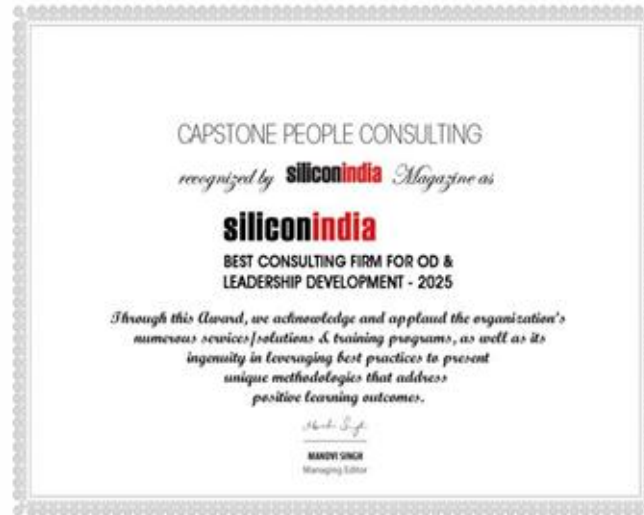 CAPSTONE PEOPLE CONSULTING
recognized by siliconindia Magazine as
siliconindia
BEST CONSULTING FIRM FOR OD &
LEADERSHIP DEVELOPMENT - 2025
Through this Award, we acknowledge and applaud the organization's
numerous services/solutions & training programs, as well as its
ingenuity in leveraging best practices to present
unique methodologies that address
positive learning outcomes.
MANDVI SINGH
Managing Editor